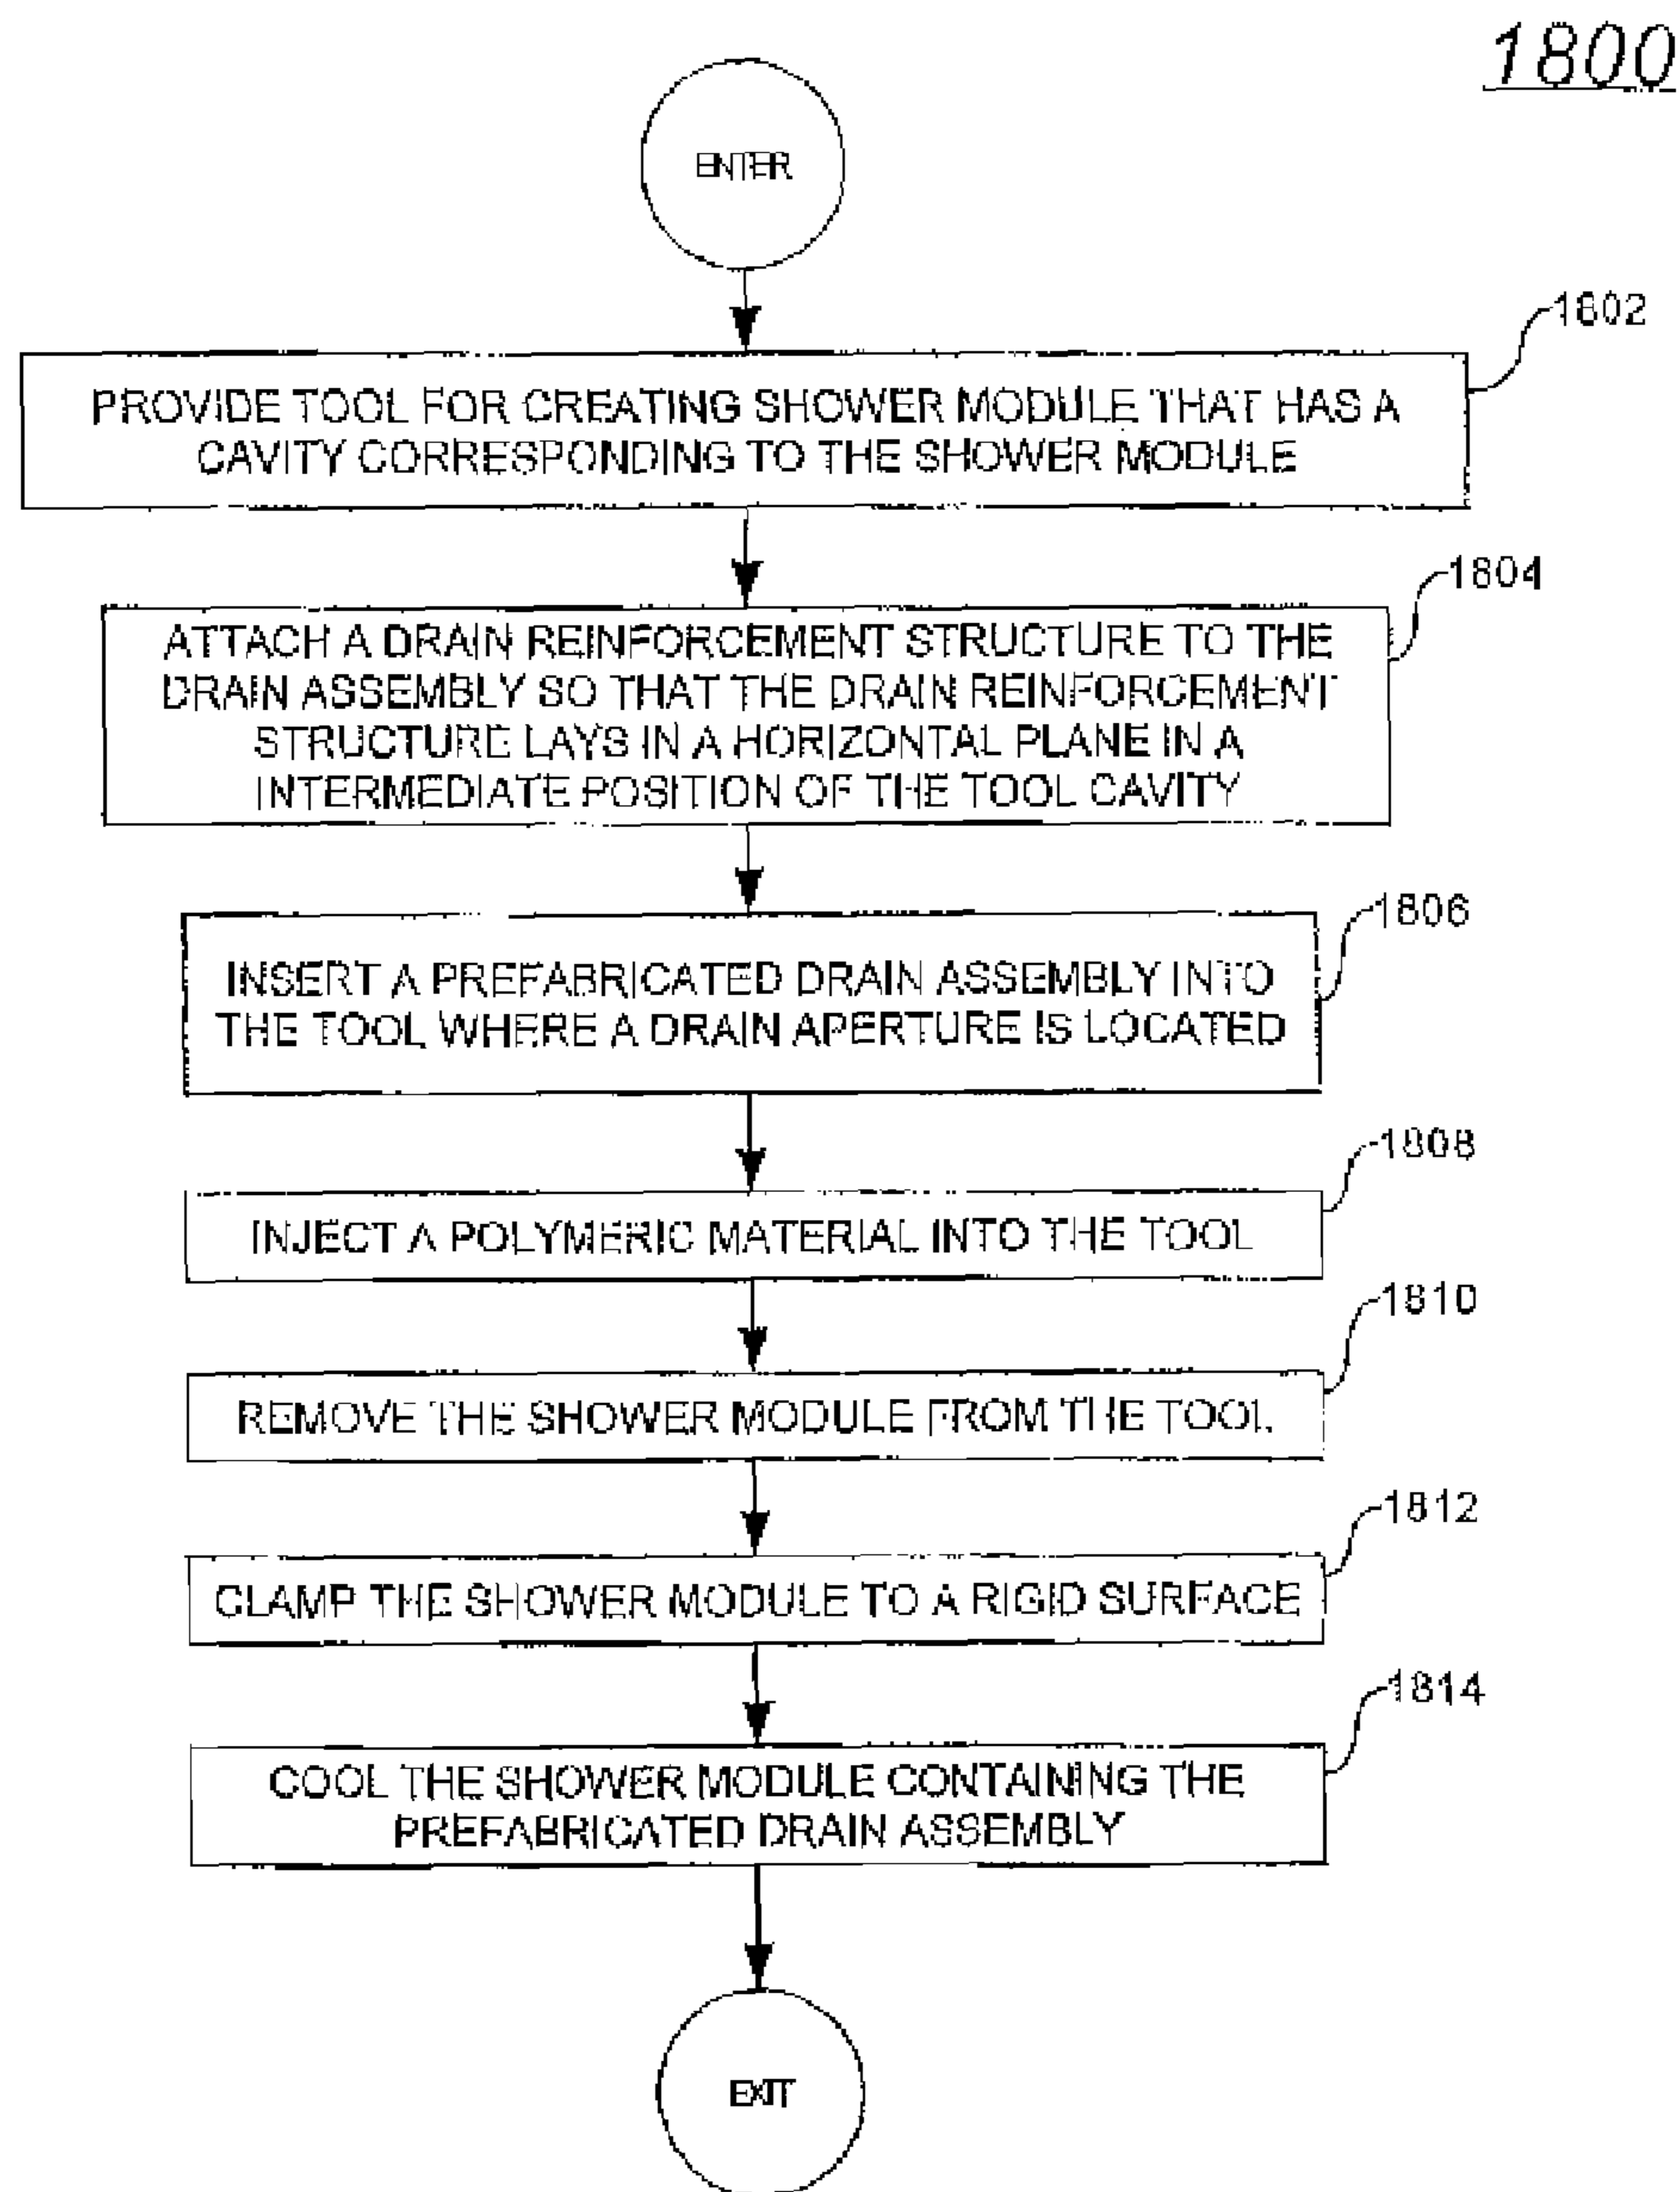 1800
ENTER
1802
PROVIDE TOOL FOR CREATING SHOWER MODULE THAT HAS A
CAVITY CORRESPONDING TO THE SHOWER MODULE
1804
ATTACH A DRAIN REINFORCEMENT STRUCTURE TO THE
DRAIN ASSEMBLY SO THAT THE DRAIN REINFORCEMENT
STRUCTURE LAYS IN A HORIZONTAL PLANE IN A
INTERMEDIATE POSITION OF THE TOOL CAVITY
1806
INSERT A PREFABRICATED DRAIN ASSEMBLY INTO
THE TOOL WHERE A DRAIN APERTURE IS LOCATED
1808
INJECT A POLYMERIC MATERIAL INTO THE TOOL
1810
REMOVE THE SHOWER MODULE FROM THE TOOL
1812
CLAMP THE SHOWER MODULE TO A RIGID SURFACE
1814
COOL THE SHOWER MODULE CONTAINING THE
PREFABRICATED DRAIN ASSEMBLY
EXIT